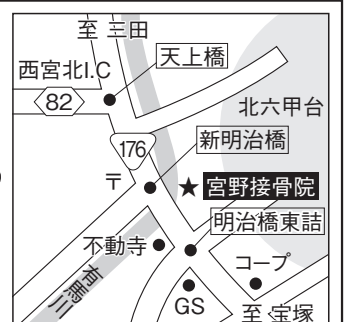 至 三田
天上橋
西宮北I.C
82
北六甲台
176
新明治橋
〒
★ 宮野接骨院
明治橋東詰
不動寺
コープ
有馬川
GS
至 宝塚